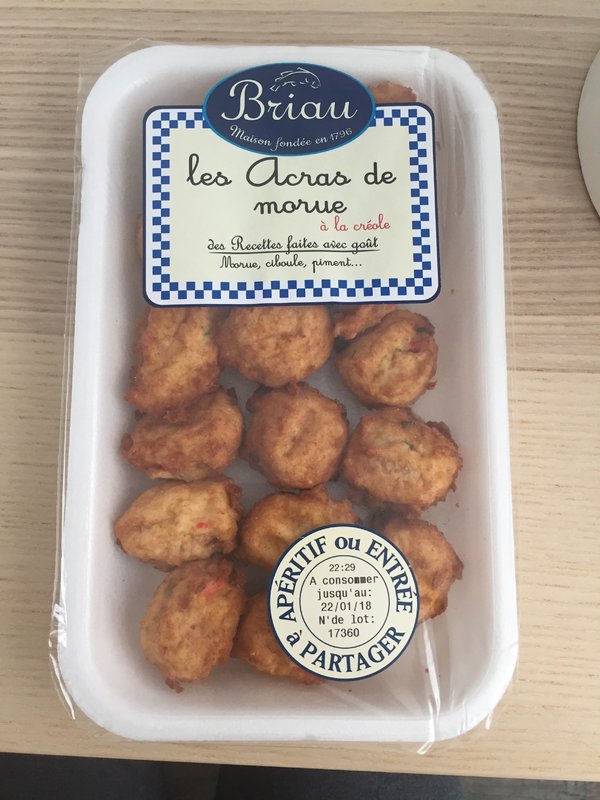 Briau
Maison fondée en 1796
les Acras de
morue
à la créole
des Recettes faites avec goût
Morue, ciboule, piment...
APÉRITIF ou ENTRÉE
22:29
A consommer
jusqu'au:
22/01/18
N'de lot:
17360
à PARTAGER